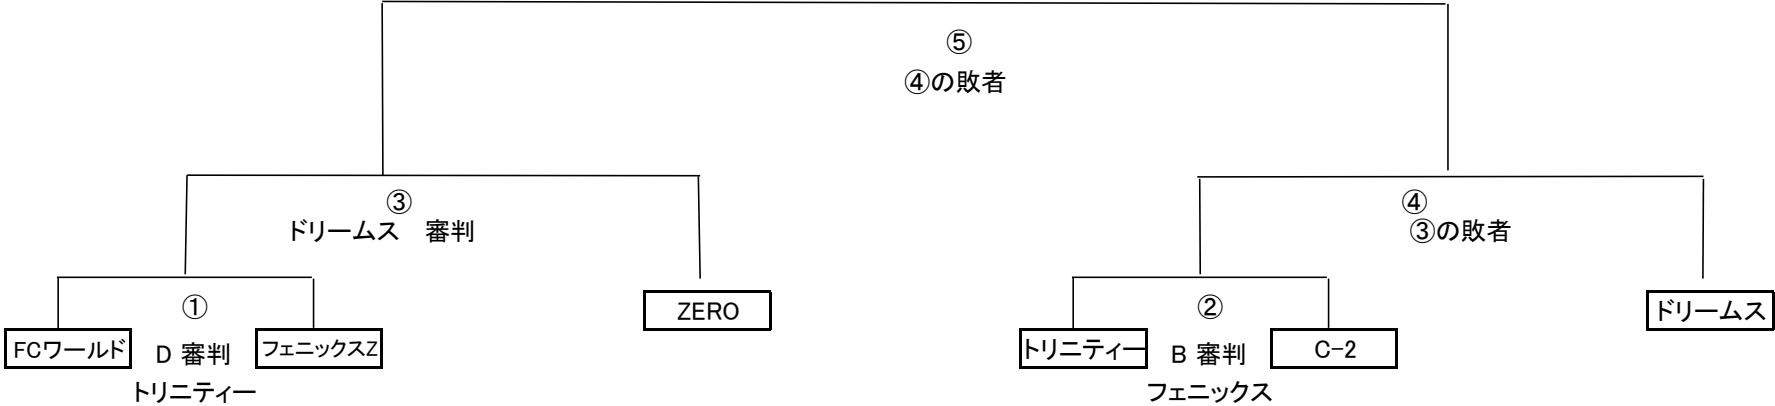 ⑤
④の敗者
③
ドリームス　審判
④
③の敗者
①
ZERO
②
ドリームス
FCワールド
D 審判
フェニックスZ
トリニティー
B 審判
C-2
トリニティー
フェニックス